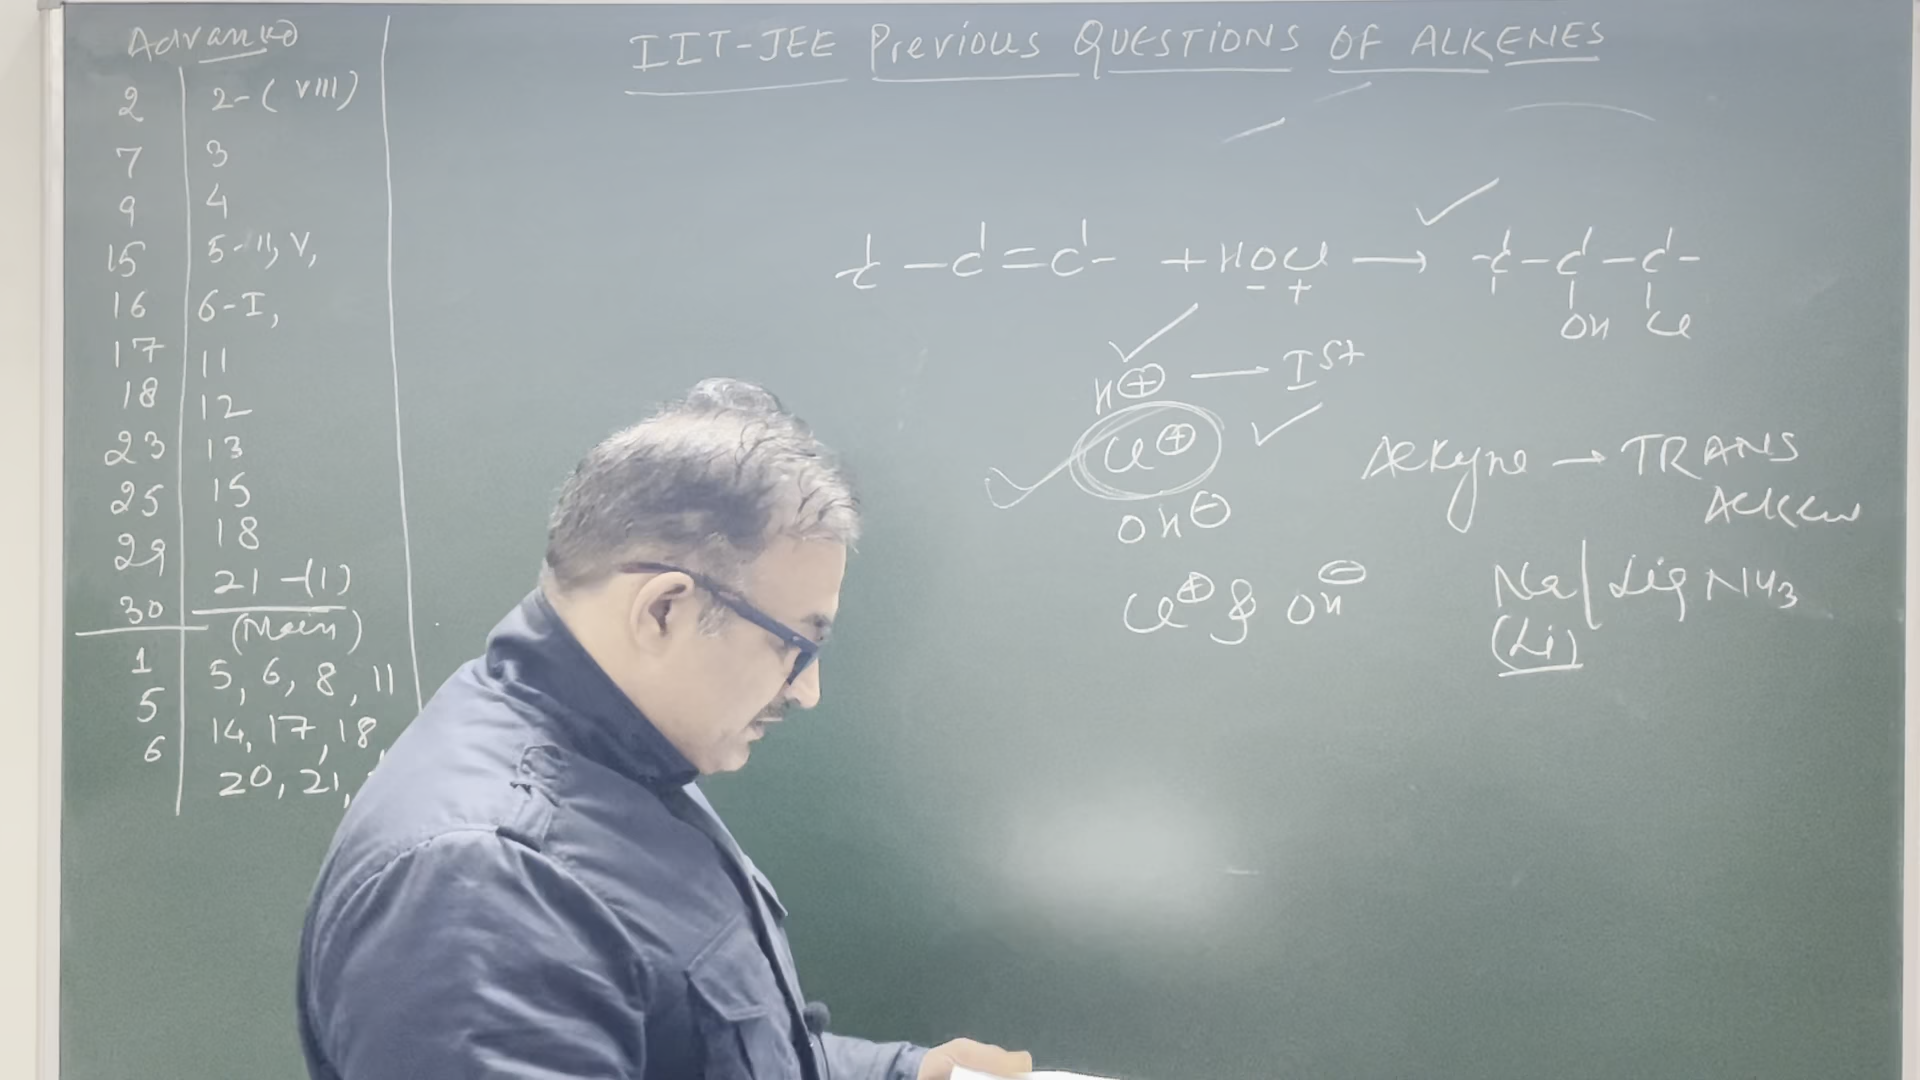 Advanced
IIT-JEE Previous QUESTIONS OF ALKENES
2 2-(VIII)
7 3
9 4
15 5-II, V,
16 6-I,
17 11
18 12
23 13
25 15
29 18
30 21-(1)
(Main)
1 5, 6, 8, 11
5 14, 17, 18,
6 20, 21,
-C-C=C- + HOCl → -C-C-C-
- +
OH Cl
H⊕ → Ist
Cl⊕
OH⊖
Cl⊕ & OH⊖
Alkyne → TRANS
Na/Liq NH3
(Li)